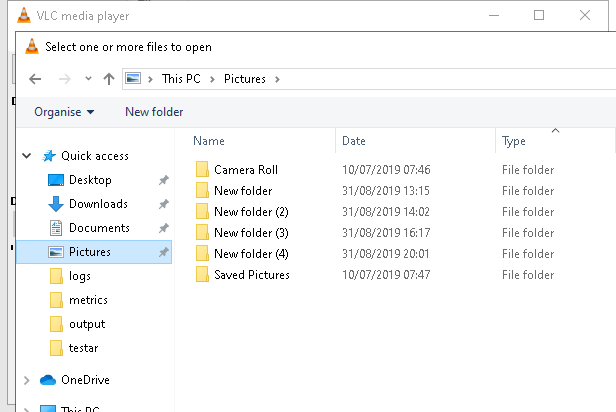 VLC media player
Select one or more files to open
This PC > Pictures >
Organise New folder
Name Date Type
Quick access
Desktop
Downloads
Documents
Pictures
logs
metrics
output
testar
OneDrive
This PC
Camera Roll 10/07/2019 07:46 File folder
New folder 31/08/2019 13:15 File folder
New folder (2) 31/08/2019 14:02 File folder
New folder (3) 31/08/2019 16:17 File folder
New folder (4) 31/08/2019 20:01 File folder
Saved Pictures 10/07/2019 07:47 File folder